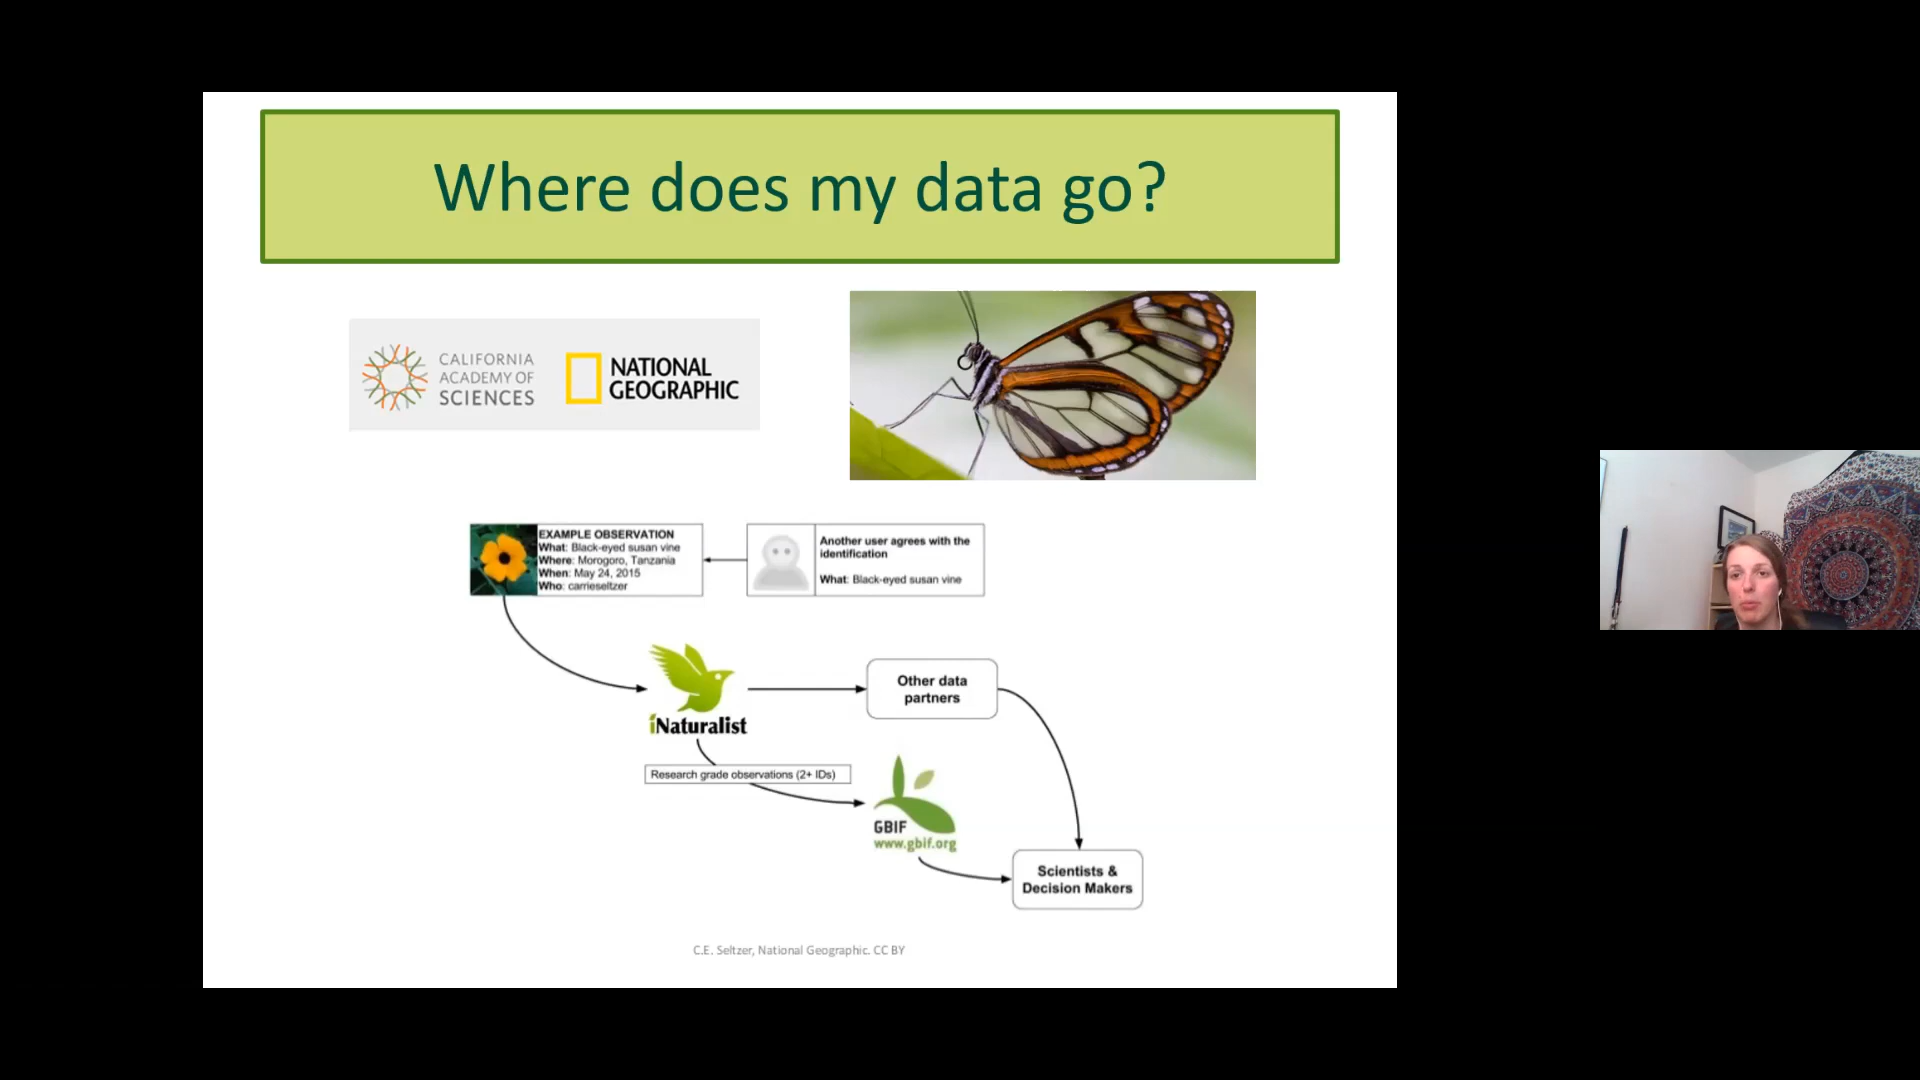 Where does my data go?
CALIFORNIA
ACADEMY OF
SCIENCES
NATIONAL
GEOGRAPHIC
EXAMPLE OBSERVATION
What: Black-eyed susan vine
Where: Morogoro, Tanzania
When: May 24, 2015
Who: carrieseltzer
Another user agrees with the
identification
What: Black-eyed susan vine
iNaturalist
Other data
partners
Research grade observations (2+ IDs)
GBIF
www.gbif.org
Scientists &
Decision Makers
C.E. Seltzer, National Geographic. CC BY